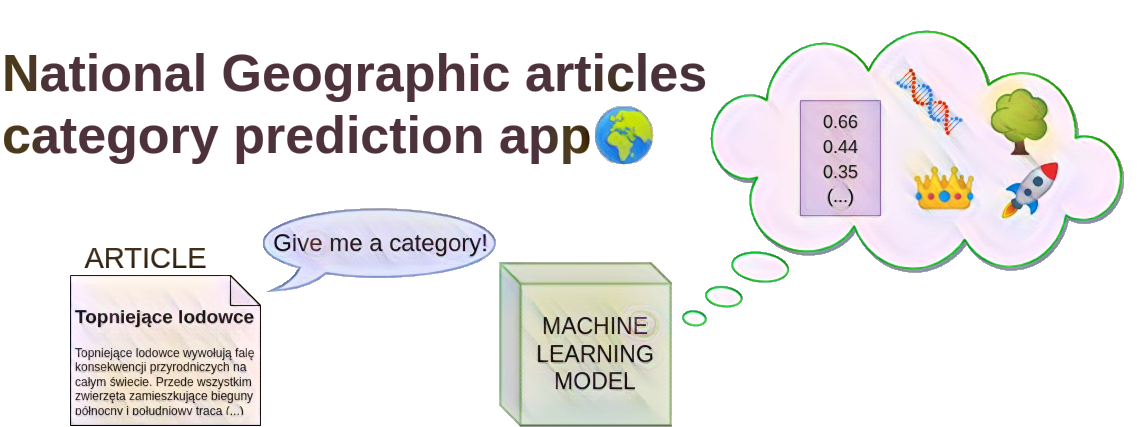 National Geographic articles
category prediction app
0.66
0.44
0.35
(...)
Give me a category!
ARTICLE
Topniejące lodowce
Topniejące lodowce wywołują falę
konsekwencji przyrodniczych na
całym świecie. Przede wszystkim
zwierzęta zamieszkujące bieguny
północny i południowy tracą (...)
MACHINE
LEARNING
MODEL